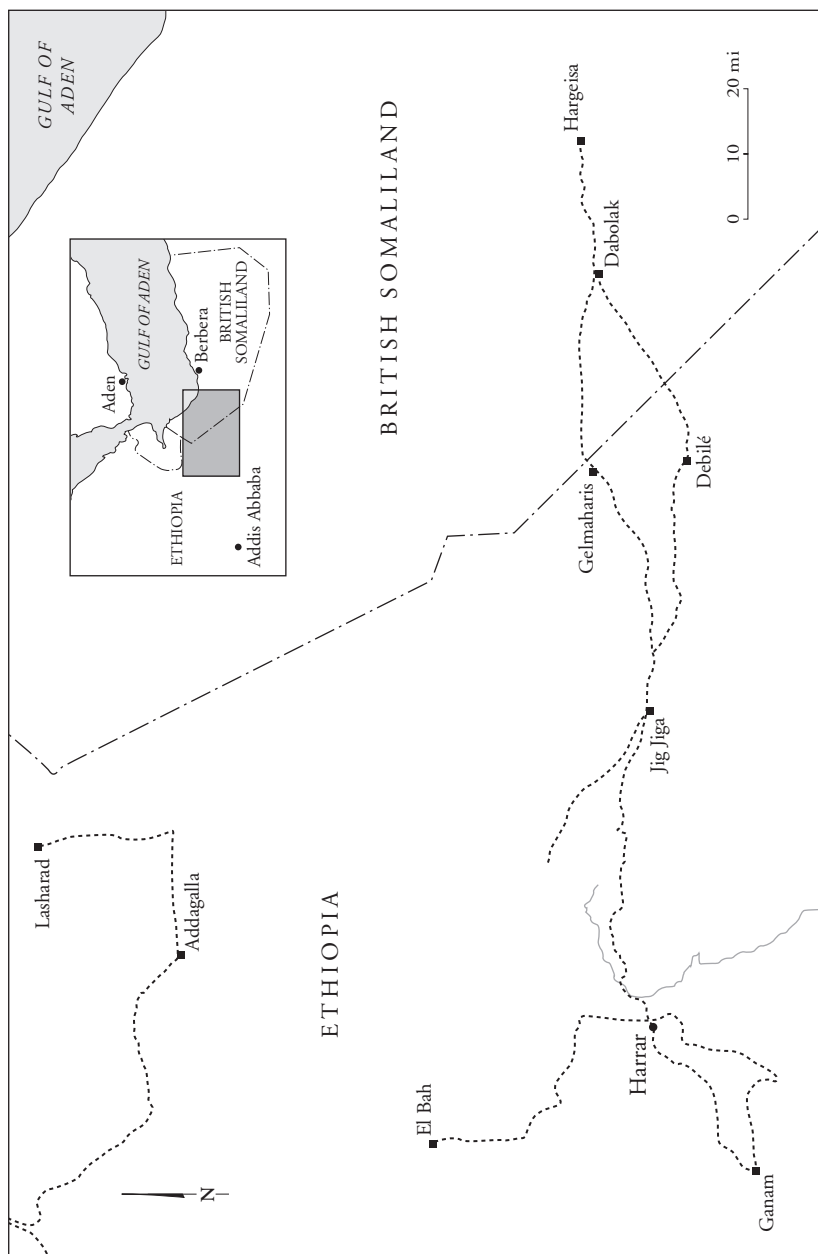 GULF OF
ADEN
Aden
GULF OF ADEN
Berbera
BRITISH
SOMALILAND
ETHIOPIA
Addis Abbaba
BRITISH SOMALILAND
Lasharad
Addagalla
ETHIOPIA
N
El Bah
Hargeisa
Dabolak
Gelmaharis
Debilé
Jig Jiga
Harrar
Ganam
0 10 20 mi